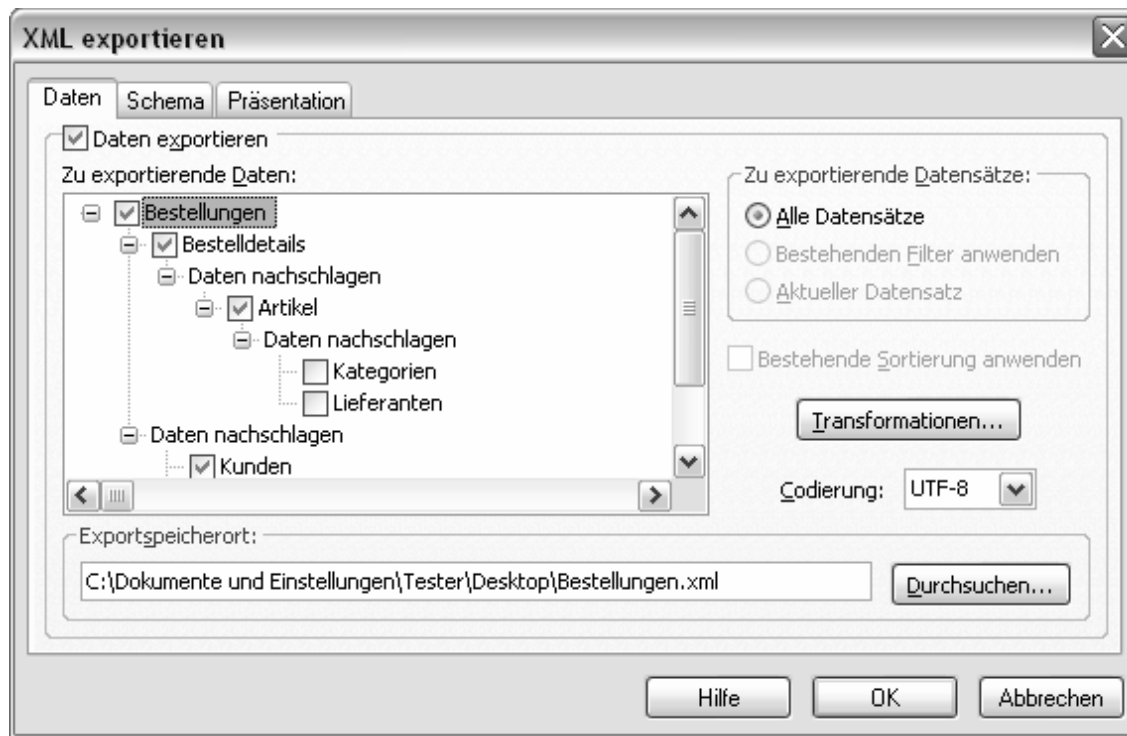 XML exportieren
Daten Schema Präsentation
Daten exportieren
Zu exportierende Daten:
Bestellungen
Bestelldetails
Daten nachschlagen
Artikel
Daten nachschlagen
Kategorien
Lieferanten
Daten nachschlagen
Kunden
Zu exportierende Datensätze:
Alle Datensätze
Bestehenden Filter anwenden
Aktueller Datensatz
Bestehende Sortierung anwenden
Transformationen...
Codierung: UTF-8
Exportspeicherort:
C:\Dokumente und Einstellungen\Tester\Desktop\Bestellungen.xml
Durchsuchen...
Hilfe OK Abbrechen